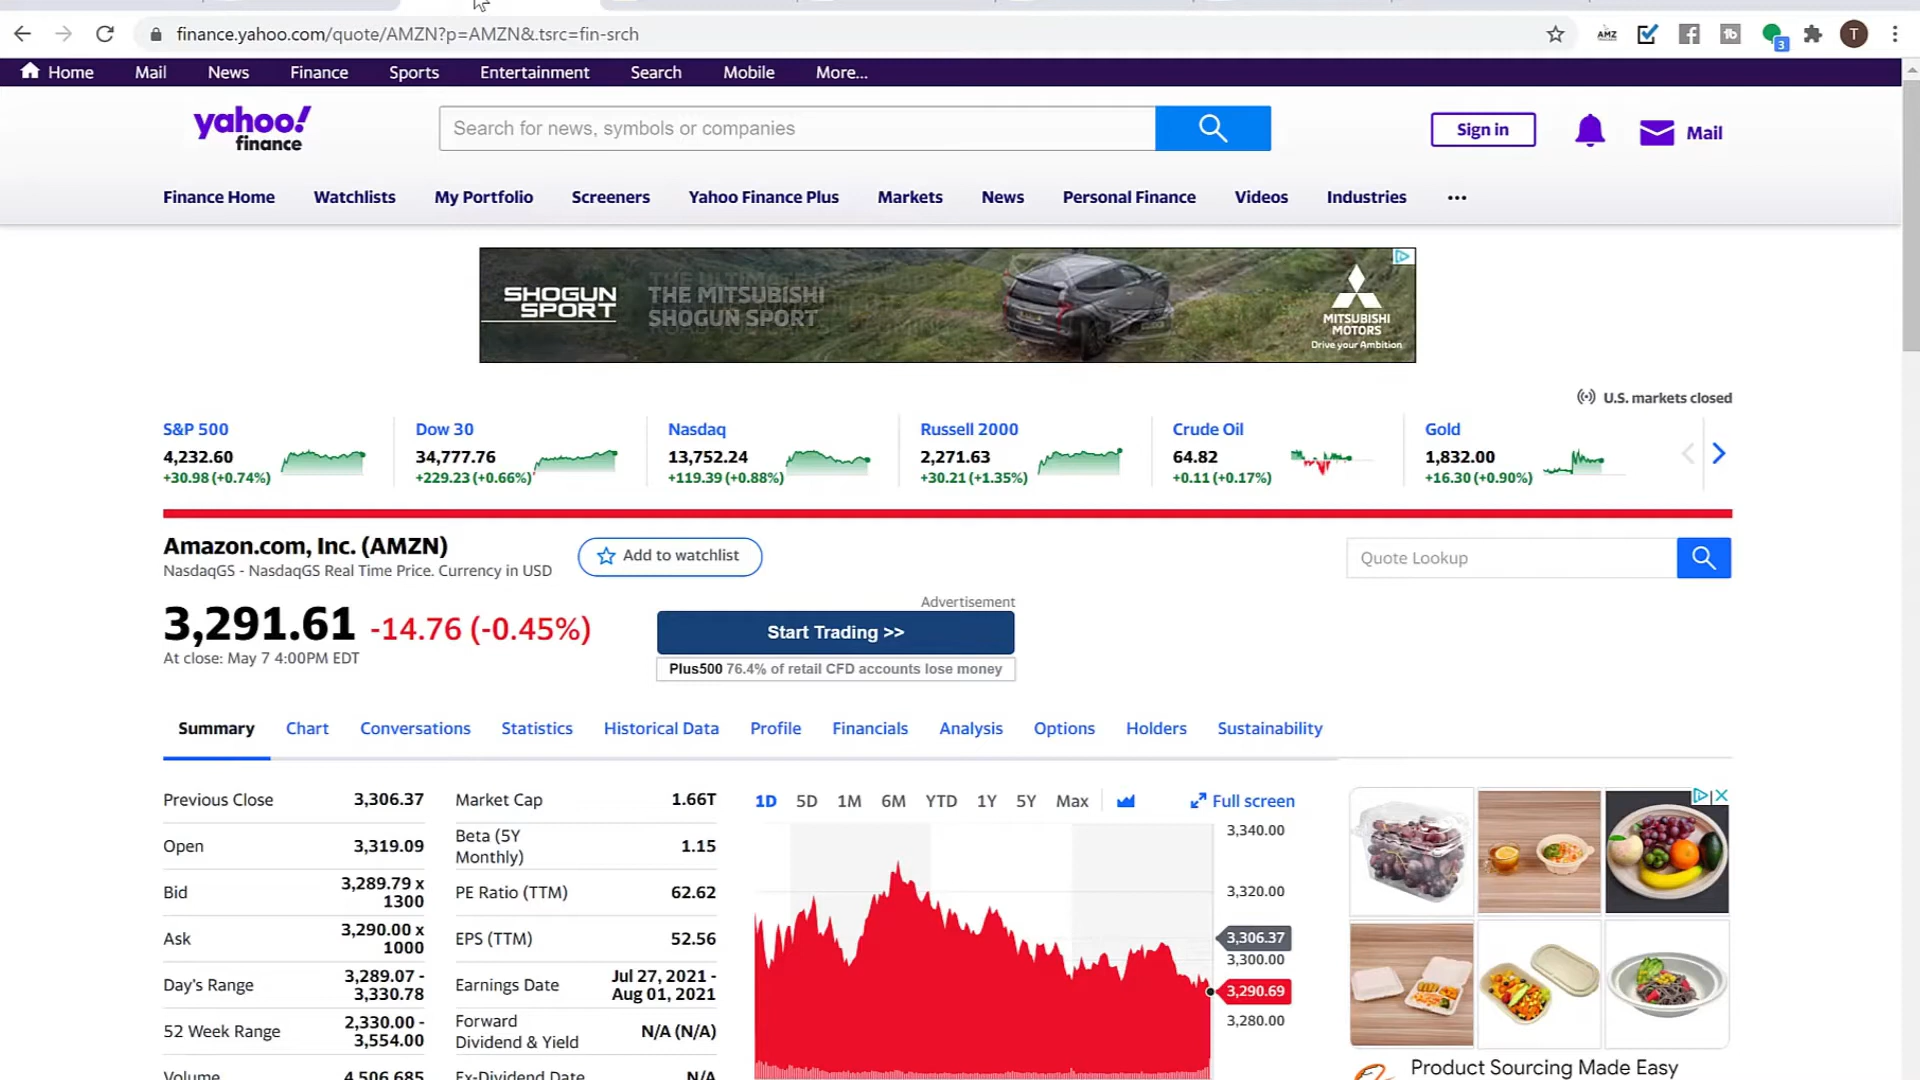 finance.yahoo.com/quote/AMZN?p=AMZN&.tsrc=fin-srch
AMZ
fb
3
T
Home Mail News Finance Sports Entertainment Search Mobile More...
yahoo!
finance
Search for news, symbols or companies
Sign in
Mail
Finance Home Watchlists My Portfolio Screeners Yahoo Finance Plus Markets News Personal Finance Videos Industries ...
SHOGUN
SPORT
THE MITSUBISHI
SHOGUN SPORT
MITSUBISHI
MOTORS
Drive your Ambition
U.S. markets closed
S&P 500 Dow 30 Nasdaq Russell 2000 Crude Oil Gold
4,232.60 34,777.76 13,752.24 2,271.63 64.82 1,832.00
+30.98 (+0.74%) +229.23 (+0.66%) +119.39 (+0.88%) +30.21 (+1.35%) +0.11 (+0.17%) +16.30 (+0.90%)
Amazon.com, Inc. (AMZN)
NasdaqGS - NasdaqGS Real Time Price. Currency in USD
Add to watchlist
Quote Lookup
3,291.61 -14.76 (-0.45%)
At close: May 7 4:00PM EDT
Advertisement
Start Trading >>
Plus500 76.4% of retail CFD accounts lose money
Summary Chart Conversations Statistics Historical Data Profile Financials Analysis Options Holders Sustainability
Previous Close 3,306.37
Open 3,319.09
Bid 3,289.79 x
1300
Ask 3,290.00 x
1000
Day's Range 3,289.07 -
3,330.78
52 Week Range 2,330.00 -
3,554.00
Volume 4,506,685
Market Cap 1.66T
Beta (5Y
Monthly) 1.15
PE Ratio (TTM) 62.62
EPS (TTM) 52.56
Earnings Date Jul 27, 2021 -
Aug 01, 2021
Forward
Dividend & Yield N/A (N/A)
Ex-Dividend Date N/A
1D 5D 1M 6M YTD 1Y 5Y Max Full screen
3,340.00
3,320.00
3,306.37
3,300.00
3,290.69
3,280.00
Product Sourcing Made Easy